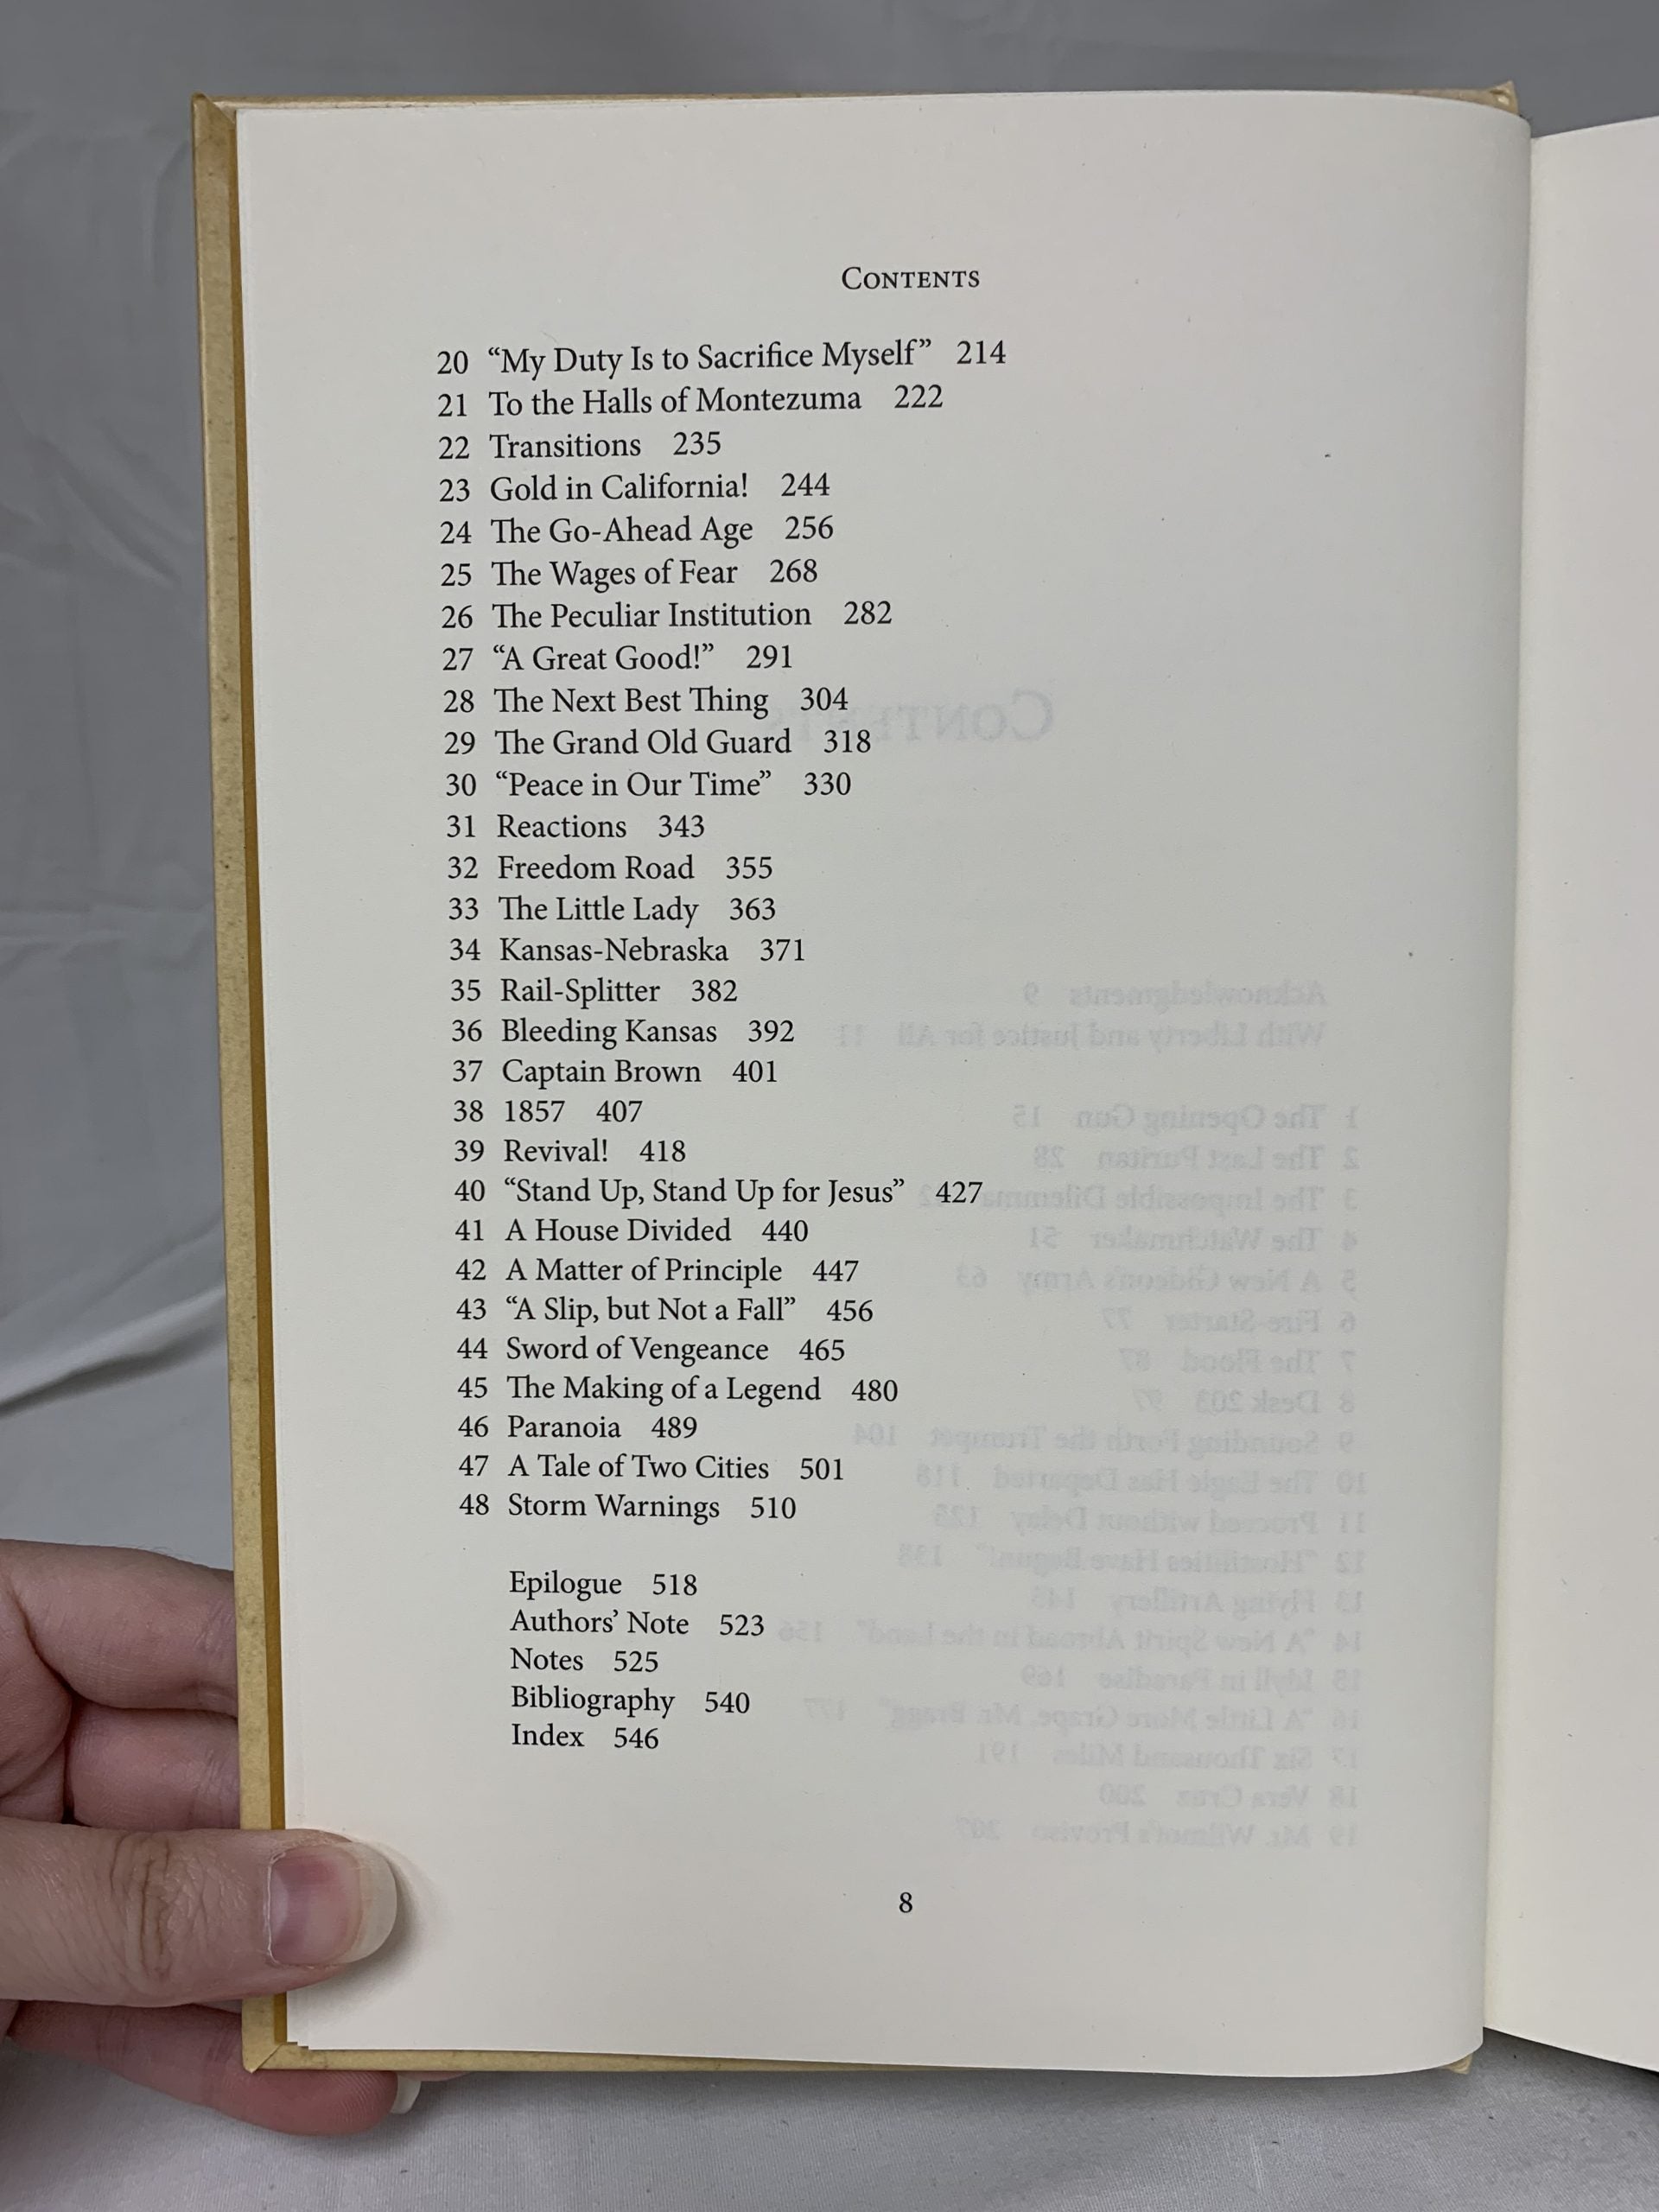 CONTENTS
20 “My Duty Is to Sacrifice Myself” 214
21 To the Halls of Montezuma 222
22 Transitions 235
23 Gold in California! 244
24 The Go-Ahead Age 256
25 The Wages of Fear 268
26 The Peculiar Institution 282
27 “A Great Good!” 291
28 The Next Best Thing 304
29 The Grand Old Guard 318
30 “Peace in Our Time” 330
31 Reactions 343
32 Freedom Road 355
33 The Little Lady 363
34 Kansas-Nebraska 371
35 Rail-Splitter 382
36 Bleeding Kansas 392
37 Captain Brown 401
38 1857 407
39 Revival! 418
40 “Stand Up, Stand Up for Jesus” 427
41 A House Divided 440
42 A Matter of Principle 447
43 “A Slip, but Not a Fall” 456
44 Sword of Vengeance 465
45 The Making of a Legend 480
46 Paranoia 489
47 A Tale of Two Cities 501
48 Storm Warnings 510
Epilogue 518
Authors’ Note 523
Notes 525
Bibliography 540
Index 546
8